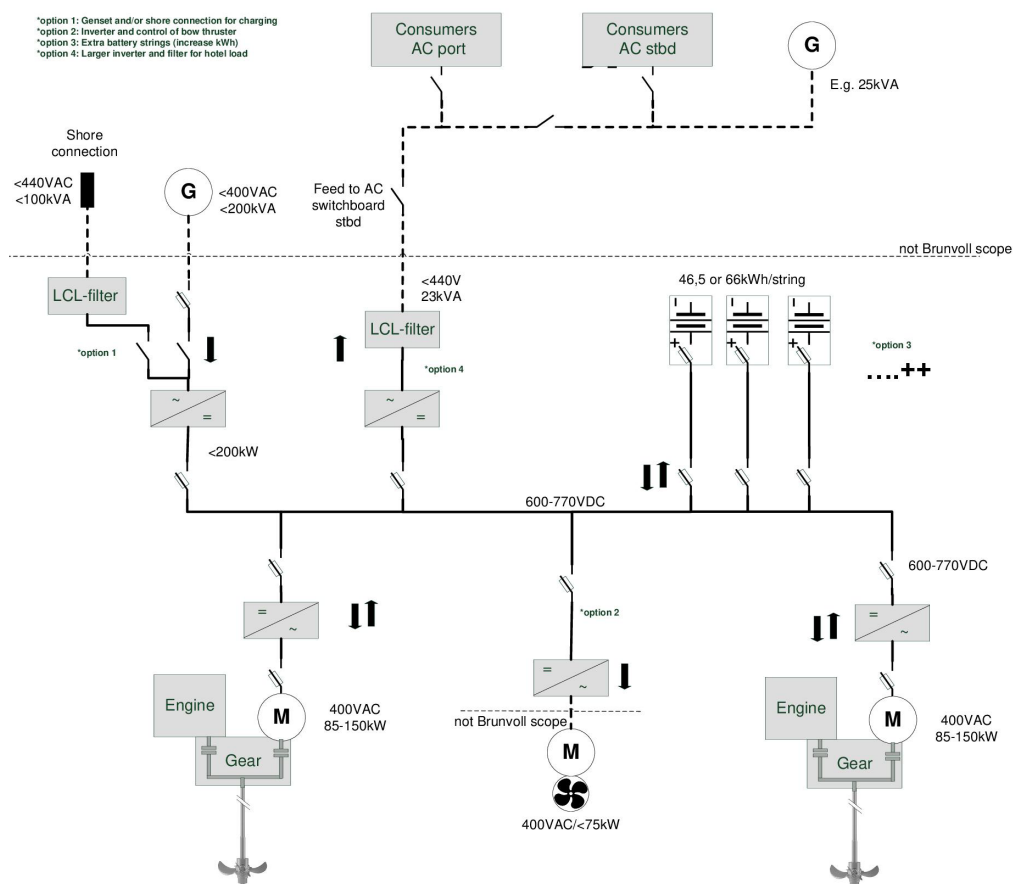 *option 1: Genset and/or shore connection for charging
*option 2: Inverter and control of bow thruster
*option 3: Extra battery strings (increase kWh)
*option 4: Larger inverter and filter for hotel load
Consumers
AC port
Consumers
AC stbd
G
E.g. 25kVA
Shore
connection
<440VAC
<100kVA
G
<400VAC
<200kVA
Feed to AC
switchboard
stbd
not Brunvoll scope
LCL-filter
<440V
23kVA
46,5 or 66kWh/string
LCL-filter
*option 1
*option 4
+
+
+
*option 3
....++
~
=
~
=
<200kW
600-770VDC
600-770VDC
=
~
*option 2
=
~
=
~
Engine
M
400VAC
85-150kW
Gear
not Brunvoll scope
M
400VAC/<75kW
Engine
M
400VAC
85-150kW
Gear